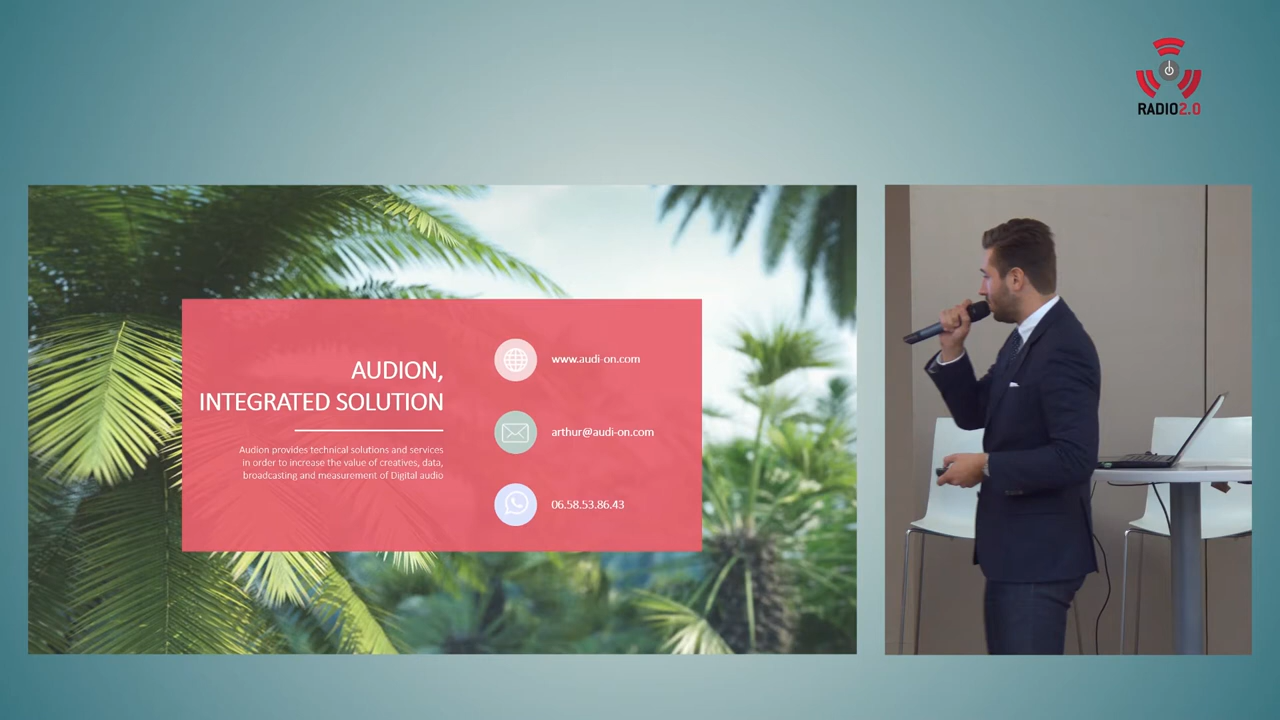 RADIO2.0
AUDION,
INTEGRATED SOLUTION
Audion provides technical solutions and services
in order to increase the value of creatives, data,
broadcasting and measurement of Digital audio
www.audi-on.com
arthur@audi-on.com
06.58.53.86.43